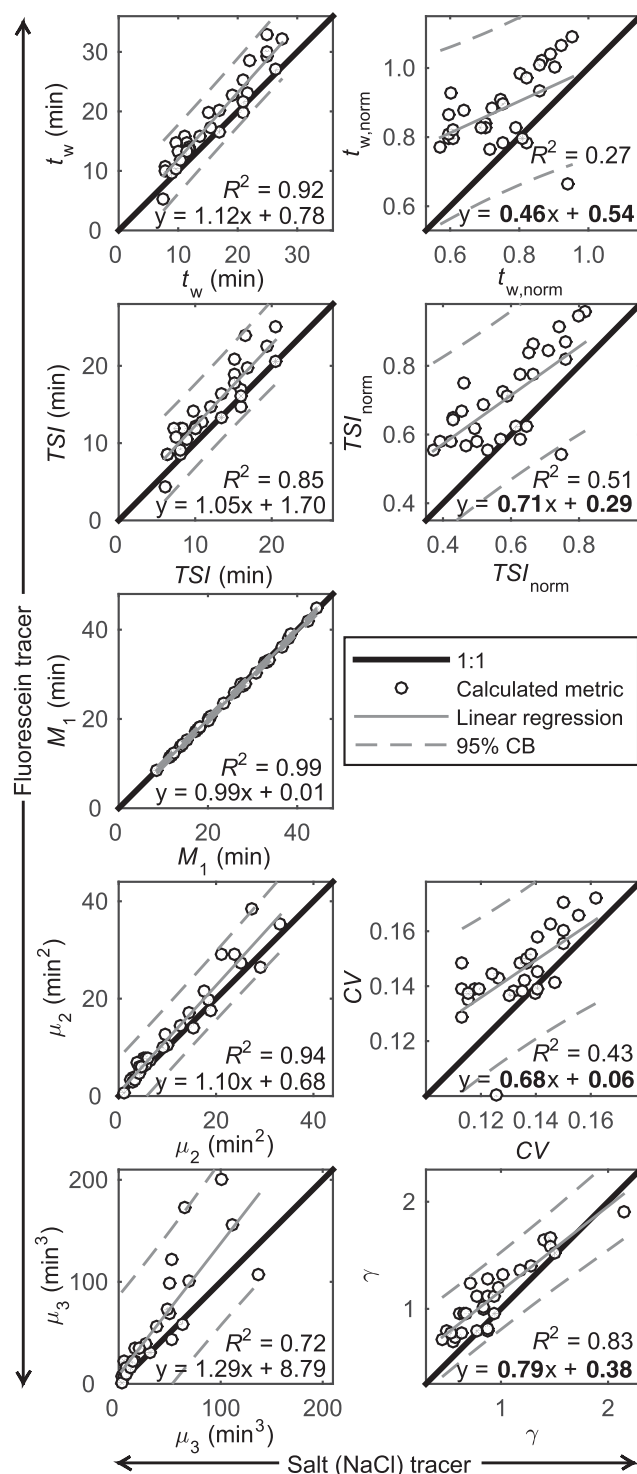 Fluorescein tracer
30
20
10
0
t_w (min)
R² = 0.92
y = 1.12x + 0.78
0 10 20 30
t_w (min)
1.0
0.8
0.6
t_w,norm
R² = 0.27
y = 0.46x + 0.54
0.6 0.8 1.0
t_w,norm
20
10
0
TSI (min)
R² = 0.85
y = 1.05x + 1.70
0 10 20
TSI (min)
0.8
0.6
0.4
TSI_norm
R² = 0.51
y = 0.71x + 0.29
0.4 0.6 0.8
TSI_norm
40
20
0
M₁ (min)
R² = 0.99
y = 0.99x + 0.01
0 20 40
M₁ (min)
1:1
Calculated metric
Linear regression
95% CB
40
20
0
μ₂ (min²)
R² = 0.94
y = 1.10x + 0.68
0 20 40
μ₂ (min²)
0.16
0.14
0.12
CV
R² = 0.43
y = 0.68x + 0.06
0.12 0.14 0.16
CV
200
100
0
μ₃ (min³)
R² = 0.72
y = 1.29x + 8.79
0 100 200
μ₃ (min³)
2
1
γ
R² = 0.83
y = 0.79x + 0.38
1 2
γ
Salt (NaCl) tracer